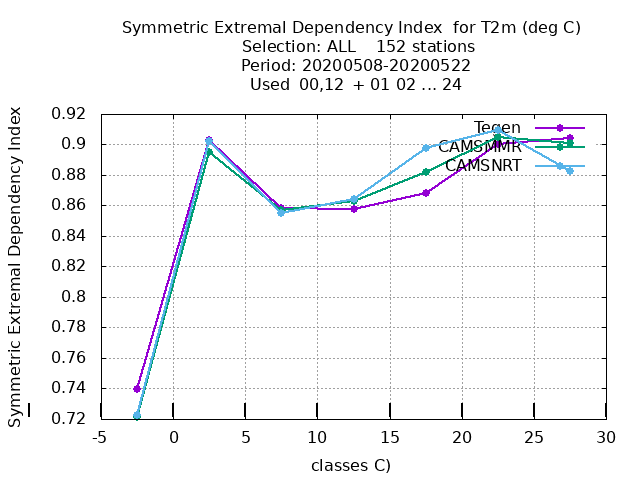 Symmetric Extremal Dependency Index for T2m (deg C)
Selection: ALL 152 stations
Period: 20200508-20200522
Used 00,12 + 01 02 ... 24
Symmetric Extremal Dependency Index
0.92
0.9
0.88
0.86
0.84
0.82
0.8
0.78
0.76
0.74
0.72
Tegen
CAMSMMR
CAMSNRT
-5 0 5 10 15 20 25 30
classes C)